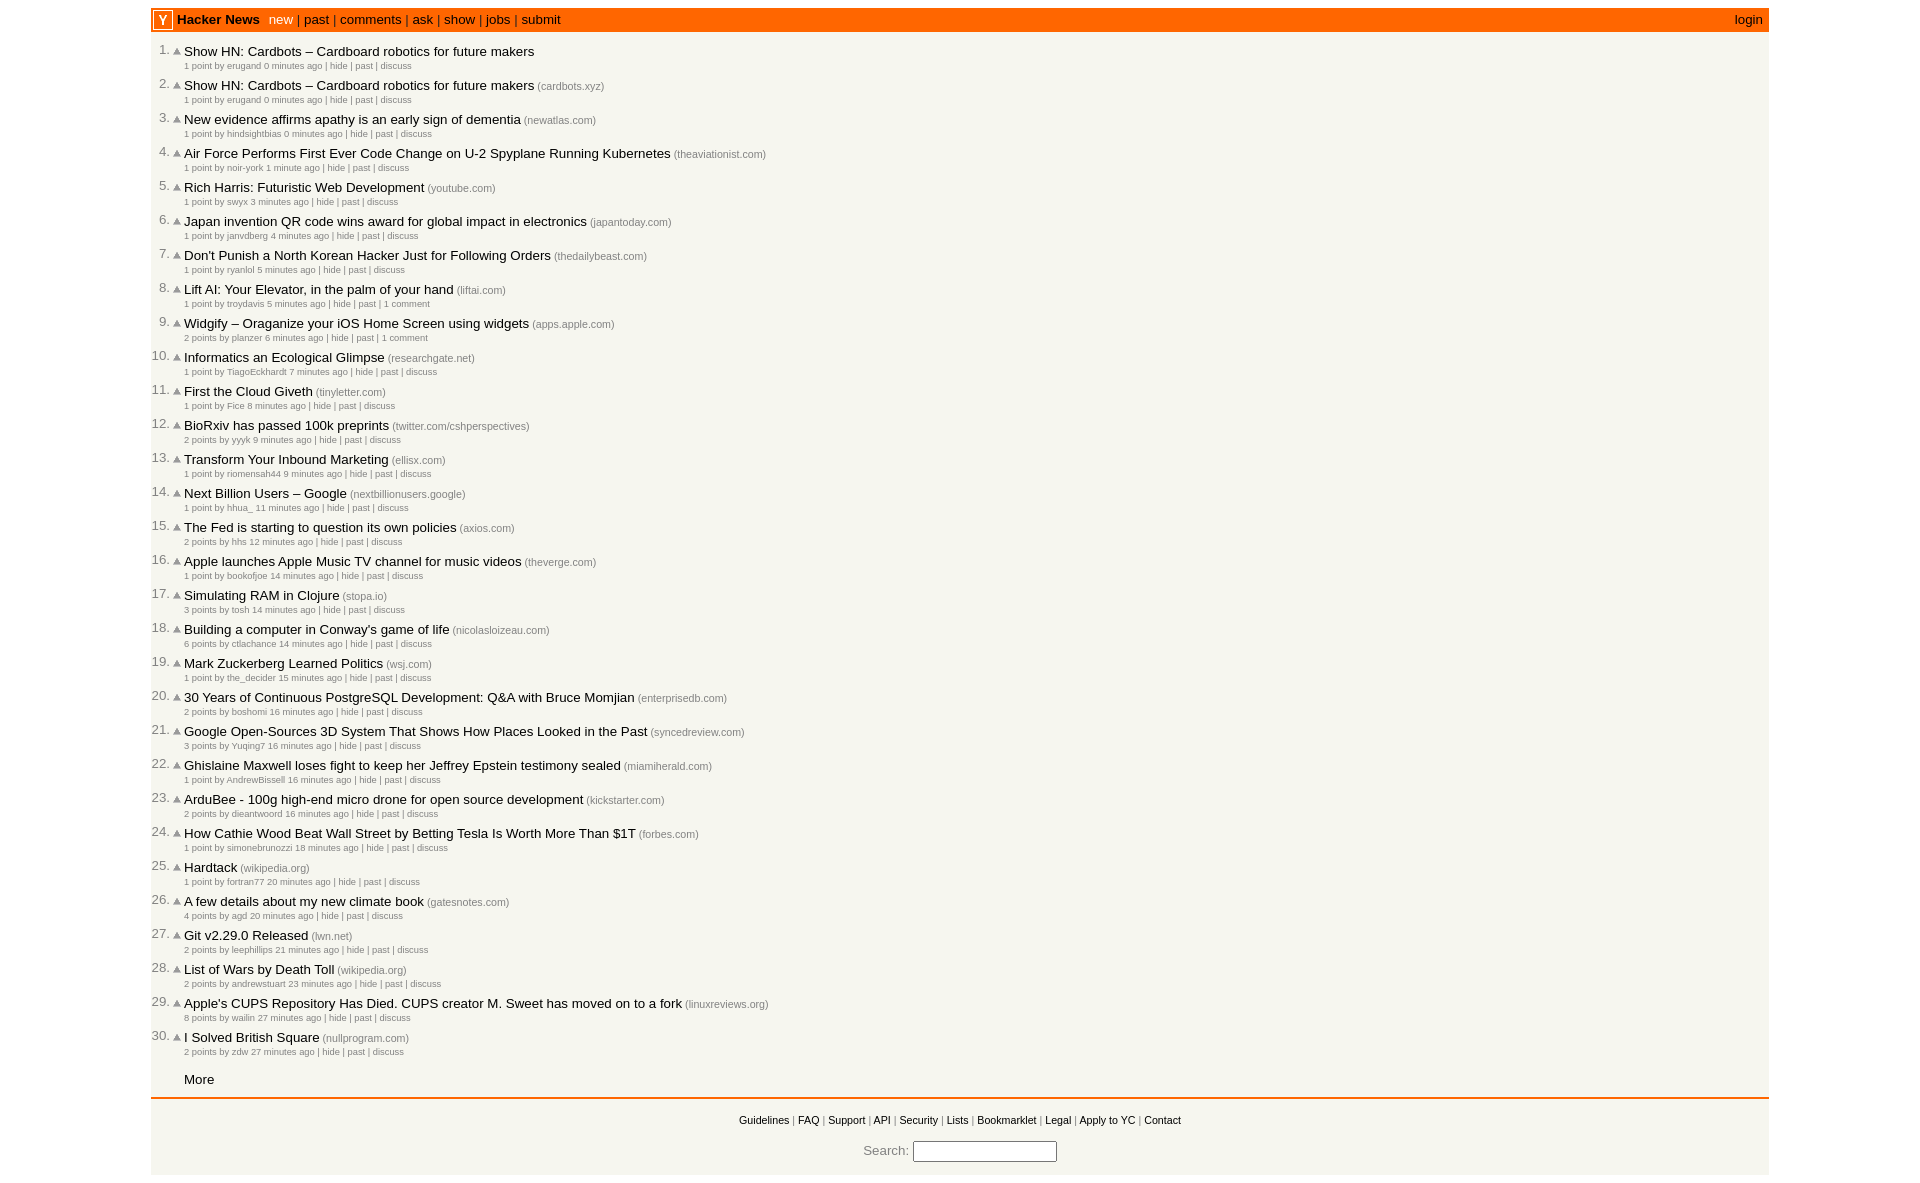 Y Hacker News new | past | comments | ask | show | jobs | submit login
1. Show HN: Cardbots – Cardboard robotics for future makers
1 point by erugand 0 minutes ago | hide | past | discuss
2. Show HN: Cardbots – Cardboard robotics for future makers (cardbots.xyz)
1 point by erugand 0 minutes ago | hide | past | discuss
3. New evidence affirms apathy is an early sign of dementia (newatlas.com)
1 point by hindsightbias 0 minutes ago | hide | past | discuss
4. Air Force Performs First Ever Code Change on U-2 Spyplane Running Kubernetes (theaviationist.com)
1 point by noir-york 1 minute ago | hide | past | discuss
5. Rich Harris: Futuristic Web Development (youtube.com)
1 point by swyx 3 minutes ago | hide | past | discuss
6. Japan invention QR code wins award for global impact in electronics (japantoday.com)
1 point by janvdberg 4 minutes ago | hide | past | discuss
7. Don't Punish a North Korean Hacker Just for Following Orders (thedailybeast.com)
1 point by ryanlol 5 minutes ago | hide | past | discuss
8. Lift AI: Your Elevator, in the palm of your hand (liftai.com)
1 point by troydavis 5 minutes ago | hide | past | 1 comment
9. Widgify – Oraganize your iOS Home Screen using widgets (apps.apple.com)
2 points by planzer 6 minutes ago | hide | past | 1 comment
10. Informatics an Ecological Glimpse (researchgate.net)
1 point by TiagoEckhardt 7 minutes ago | hide | past | discuss
11. First the Cloud Giveth (tinyletter.com)
1 point by Fice 8 minutes ago | hide | past | discuss
12. BioRxiv has passed 100k preprints (twitter.com/cshperspectives)
2 points by yyyk 9 minutes ago | hide | past | discuss
13. Transform Your Inbound Marketing (ellisx.com)
1 point by riomensah44 9 minutes ago | hide | past | discuss
14. Next Billion Users – Google (nextbillionusers.google)
1 point by hhua_ 11 minutes ago | hide | past | discuss
15. The Fed is starting to question its own policies (axios.com)
2 points by hhs 12 minutes ago | hide | past | discuss
16. Apple launches Apple Music TV channel for music videos (theverge.com)
1 point by bookofjoe 14 minutes ago | hide | past | discuss
17. Simulating RAM in Clojure (stopa.io)
3 points by tosh 14 minutes ago | hide | past | discuss
18. Building a computer in Conway's game of life (nicolasloizeau.com)
6 points by ctlachance 14 minutes ago | hide | past | discuss
19. Mark Zuckerberg Learned Politics (wsj.com)
1 point by the_decider 15 minutes ago | hide | past | discuss
20. 30 Years of Continuous PostgreSQL Development: Q&A with Bruce Momjian (enterprisedb.com)
2 points by boshomi 16 minutes ago | hide | past | discuss
21. Google Open-Sources 3D System That Shows How Places Looked in the Past (syncedreview.com)
3 points by Yuqing7 16 minutes ago | hide | past | discuss
22. Ghislaine Maxwell loses fight to keep her Jeffrey Epstein testimony sealed (miamiherald.com)
1 point by AndrewBissell 16 minutes ago | hide | past | discuss
23. ArduBee - 100g high-end micro drone for open source development (kickstarter.com)
2 points by dieantwoord 16 minutes ago | hide | past | discuss
24. How Cathie Wood Beat Wall Street by Betting Tesla Is Worth More Than $1T (forbes.com)
1 point by simonebrunozzi 18 minutes ago | hide | past | discuss
25. Hardtack (wikipedia.org)
1 point by fortran77 20 minutes ago | hide | past | discuss
26. A few details about my new climate book (gatesnotes.com)
4 points by agd 20 minutes ago | hide | past | discuss
27. Git v2.29.0 Released (lwn.net)
2 points by leephillips 21 minutes ago | hide | past | discuss
28. List of Wars by Death Toll (wikipedia.org)
2 points by andrewstuart 23 minutes ago | hide | past | discuss
29. Apple's CUPS Repository Has Died. CUPS creator M. Sweet has moved on to a fork (linuxreviews.org)
8 points by wailin 27 minutes ago | hide | past | discuss
30. I Solved British Square (nullprogram.com)
2 points by zdw 27 minutes ago | hide | past | discuss
More
Guidelines | FAQ | Support | API | Security | Lists | Bookmarklet | Legal | Apply to YC | Contact
Search: